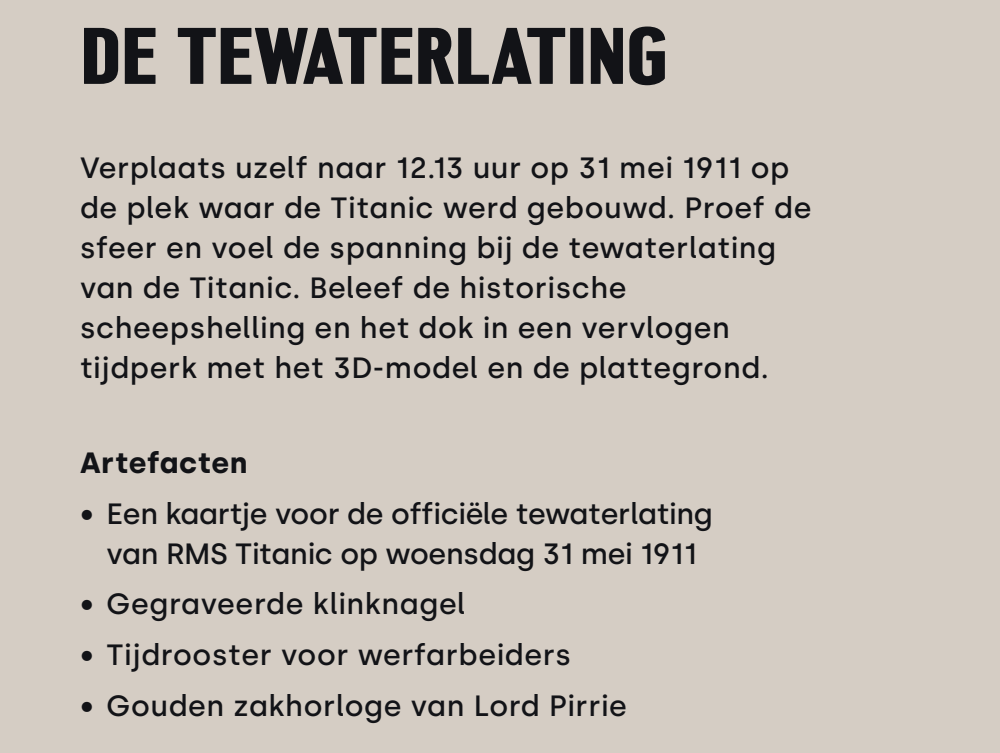 DE TEWATERLATING
Verplaats uzelf naar 12.13 uur op 31 mei 1911 op
de plek waar de Titanic werd gebouwd. Proef de
sfeer en voel de spanning bij de tewaterlating
van de Titanic. Beleef de historische
scheepshelling en het dok in een vervlogen
tijdperk met het 3D-model en de plattegrond.
Artefacten
• Een kaartje voor de officiële tewaterlating
van RMS Titanic op woensdag 31 mei 1911
• Gegraveerde klinknagel
• Tijdrooster voor werfarbeiders
• Gouden zakhorloge van Lord Pirrie